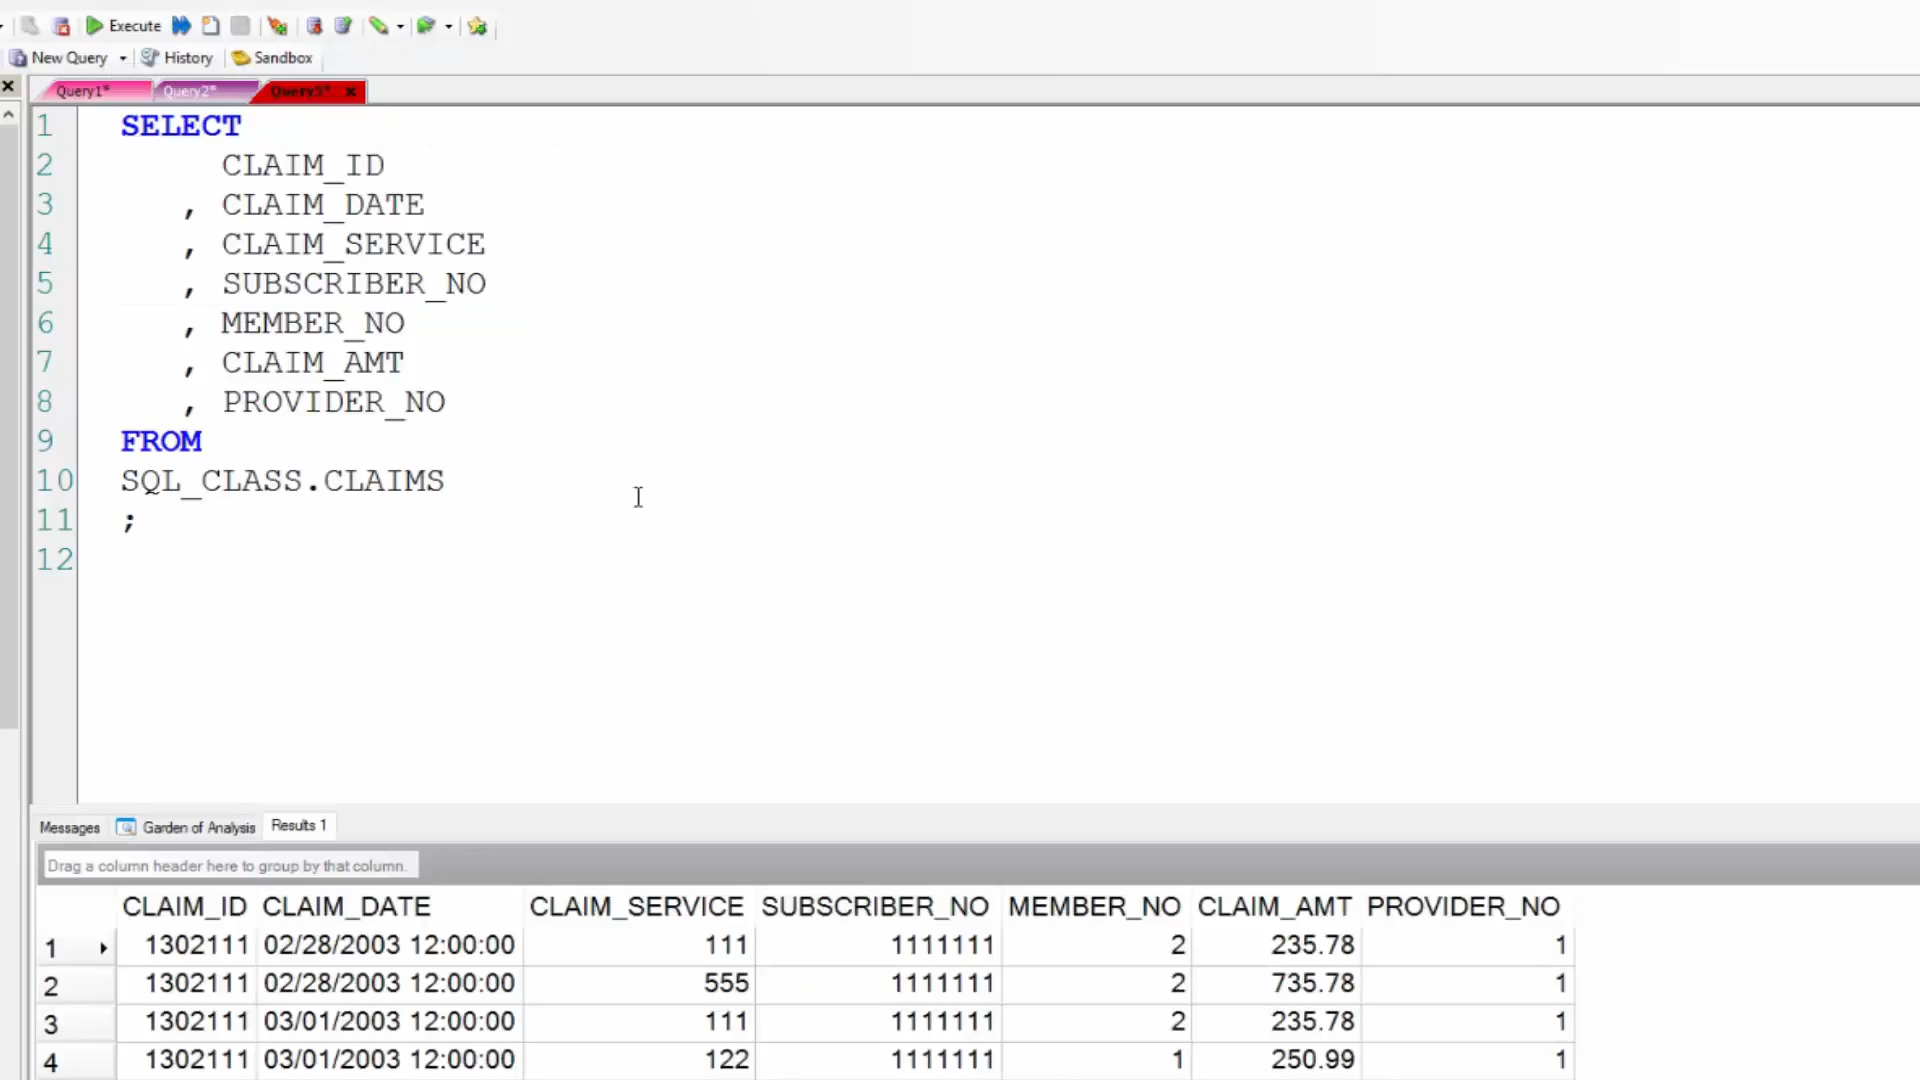 Execute
New Query History Sandbox
Query1* Query2* Query3*
1 SELECT
2 CLAIM_ID
3 , CLAIM_DATE
4 , CLAIM_SERVICE
5 , SUBSCRIBER_NO
6 , MEMBER_NO
7 , CLAIM_AMT
8 , PROVIDER_NO
9 FROM
10 SQL_CLASS.CLAIMS
11 ;
12
Messages Garden of Analysis Results 1
Drag a column header here to group by that column.
CLAIM_ID CLAIM_DATE CLAIM_SERVICE SUBSCRIBER_NO MEMBER_NO CLAIM_AMT PROVIDER_NO
1 1302111 02/28/2003 12:00:00 111 1111111 2 235.78 1
2 1302111 02/28/2003 12:00:00 555 1111111 2 735.78 1
3 1302111 03/01/2003 12:00:00 111 1111111 2 235.78 1
4 1302111 03/01/2003 12:00:00 122 1111111 1 250.99 1